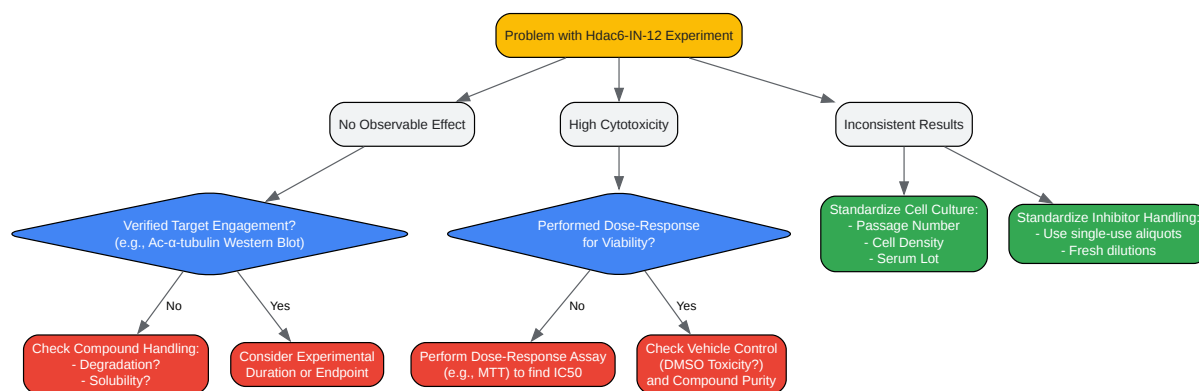 Problem with Hdac6-IN-12 Experiment
No Observable Effect
High Cytotoxicity
Inconsistent Results
Verified Target Engagement?
(e.g., Ac-α-tubulin Western Blot)
Performed Dose-Response
for Viability?
Standardize Cell Culture:
- Passage Number
- Cell Density
- Serum Lot
Standardize Inhibitor Handling:
- Use single-use aliquots
- Fresh dilutions
No
Yes
No
Yes
Check Compound Handling:
- Degradation?
- Solubility?
Consider Experimental
Duration or Endpoint
Perform Dose-Response Assay
(e.g., MTT) to find IC50
Check Vehicle Control
(DMSO Toxicity?)
and Compound Purity